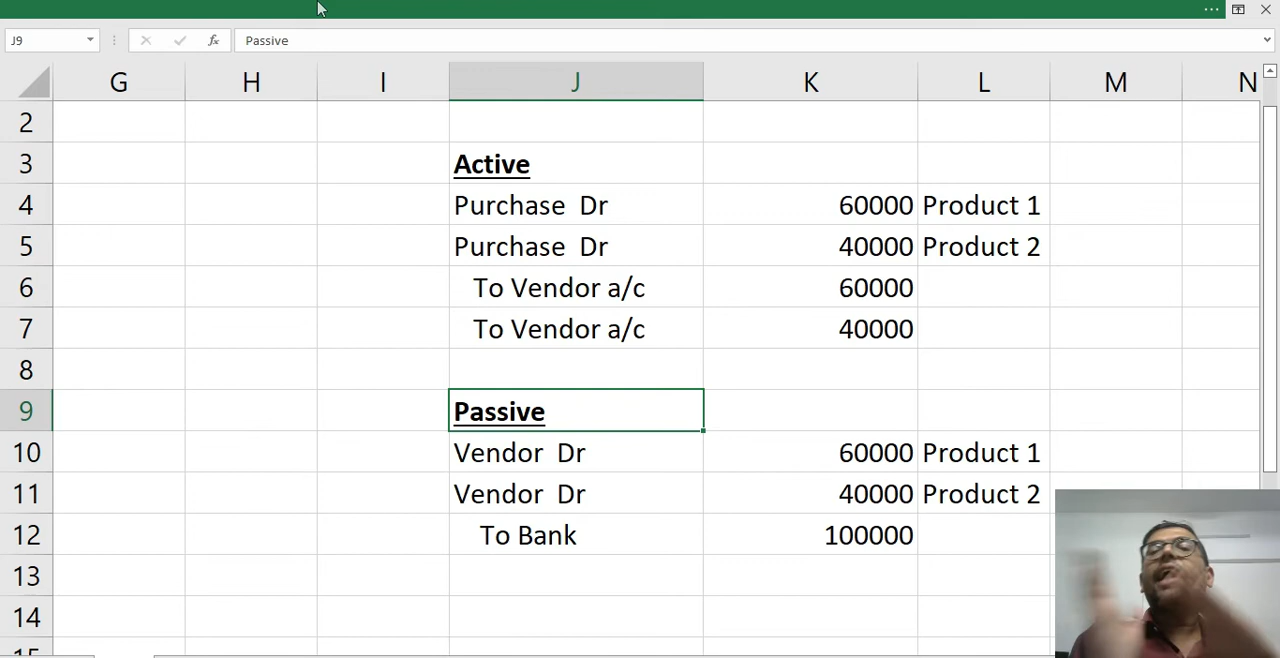 J9 fx Passive
G H I J K L M N
2
3 Active
4 Purchase Dr 60000 Product 1
5 Purchase Dr 40000 Product 2
6 To Vendor a/c 60000
7 To Vendor a/c 40000
8
9 Passive
10 Vendor Dr 60000 Product 1
11 Vendor Dr 40000 Product 2
12 To Bank 100000
13
14
15